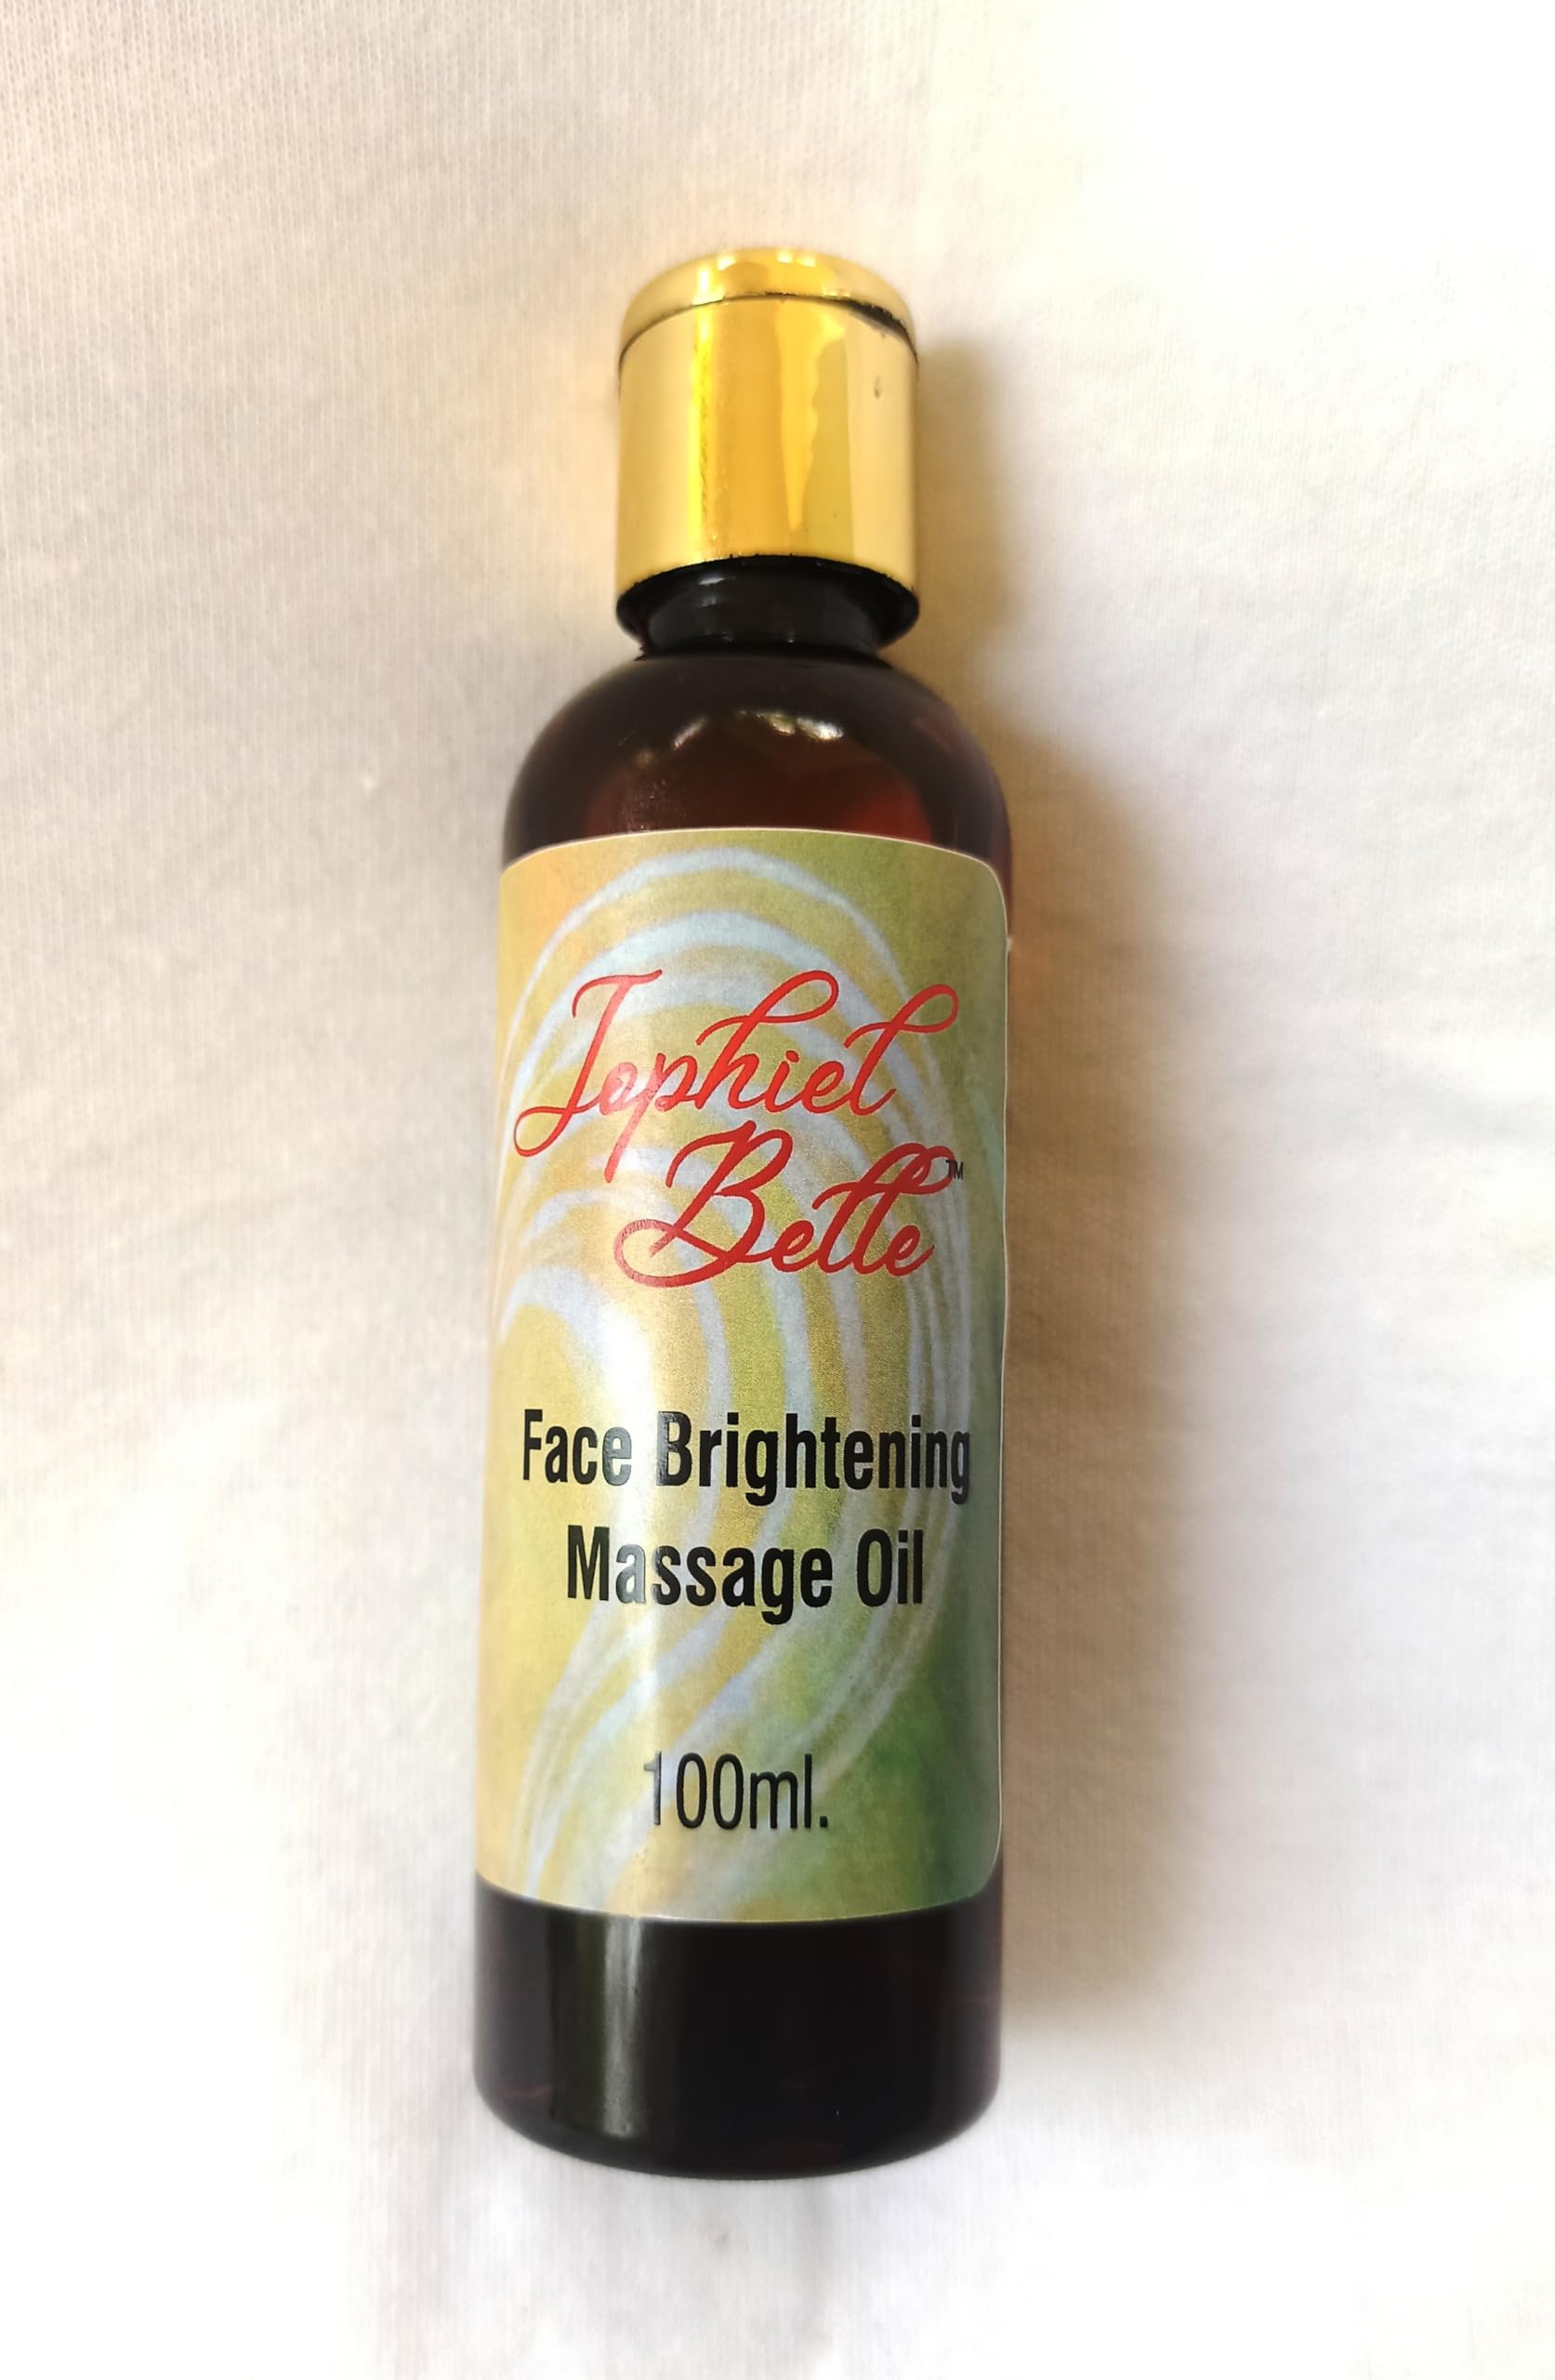 Jophiel
Belle™
Face Brightening
Massage Oil
100ml.